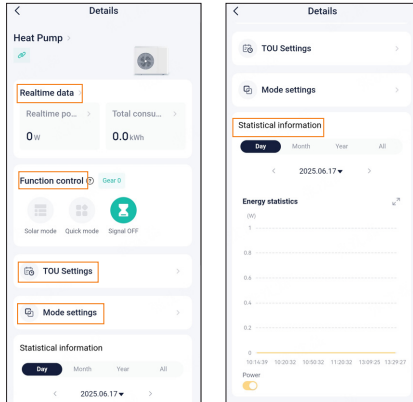 Details
Heat Pump
Realtime data
Realtime po...
Total consu...
0 w
0.0 kWh
Function control
Gear 0
Solar mode
Quick mode
Signal OFF
TOU Settings
Mode settings
Statistical information
Day
Month
Year
All
2025.06.17
Details
TOU Settings
Mode settings
Statistical information
Day
Month
Year
All
2025.06.17
Energy statistics
(W)
1
0.8
0.6
0.4
0.2
0
10:14:39 10:20:32 10:50:32 11:20:32 13:09:25 13:29:27
Power